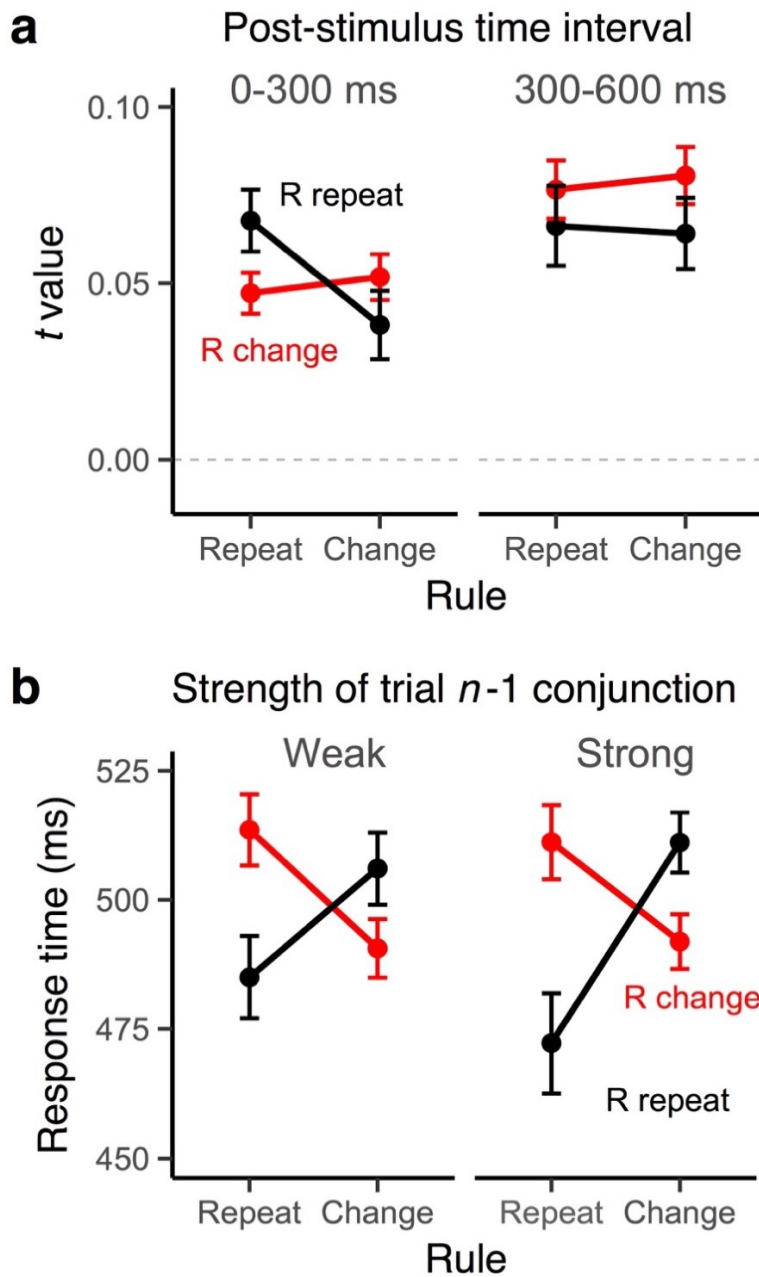 a Post-stimulus time interval
0-300 ms 300-600 ms
0.10
R repeat
0.05
R change
0.00
t value
Repeat Change Repeat Change
Rule
b Strength of trial n-1 conjunction
Weak Strong
525
500
475
450
R change
R repeat
Response time (ms)
Repeat Change Repeat Change
Rule